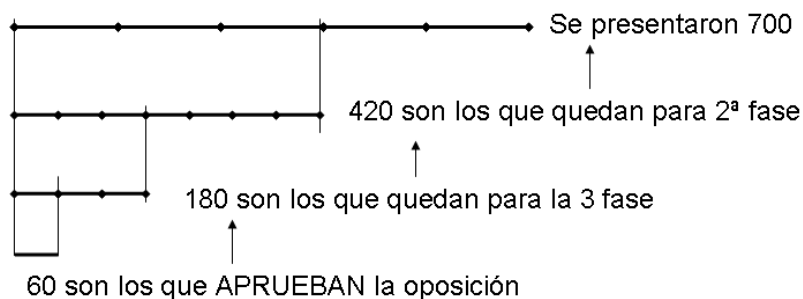 Se presentaron 700
420 son los que quedan para 2ª fase
180 son los que quedan para la 3 fase
60 son los que APRUEBAN la oposición